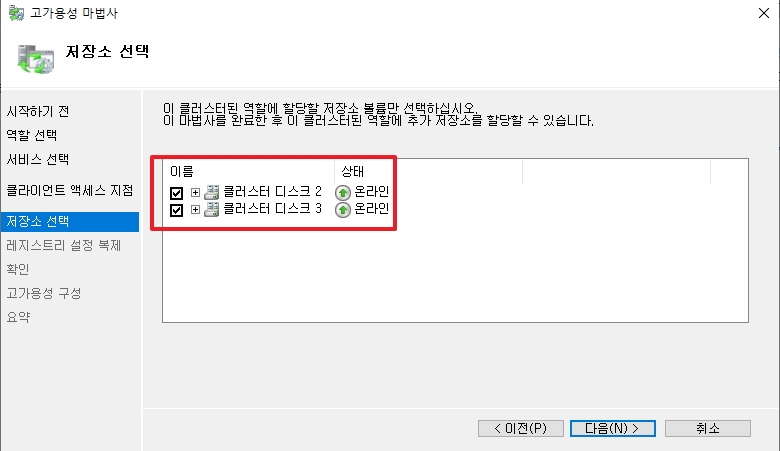 고가용성 마법사
저장소 선택
시작하기 전
역할 선택
서비스 선택
클라이언트 액세스 지점
저장소 선택
레지스트리 설정 복제
확인
고가용성 구성
요약
이 클러스터된 역할에 할당할 저장소 볼륨만 선택하십시오.
이 마법사를 완료한 후 이 클러스터된 역할에 추가 저장소를 할당할 수 있습니다.
이름 상태
클러스터 디스크 2 온라인
클러스터 디스크 3 온라인
< 이전(P) 다음(N) > 취소